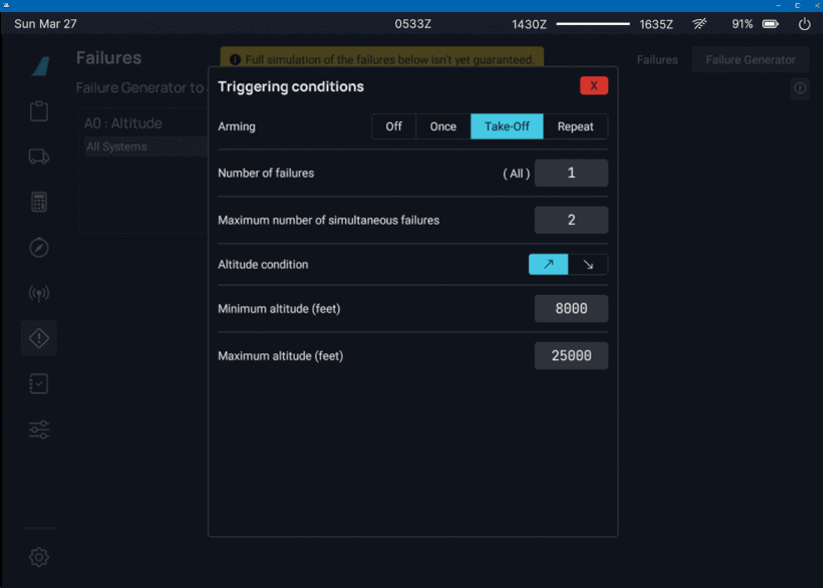 Sun Mar 27 0533Z 1430Z 1635Z 91%
Failures
Full simulation of the failures below isn't yet guaranteed.
Failures Failure Generator
Failure Generator to
A0 : Altitude
All Systems
Triggering conditions X
Arming Off Once Take-Off Repeat
Number of failures ( All ) 1
Maximum number of simultaneous failures 2
Altitude condition ↗ ↘
Minimum altitude (feet) 8000
Maximum altitude (feet) 25000